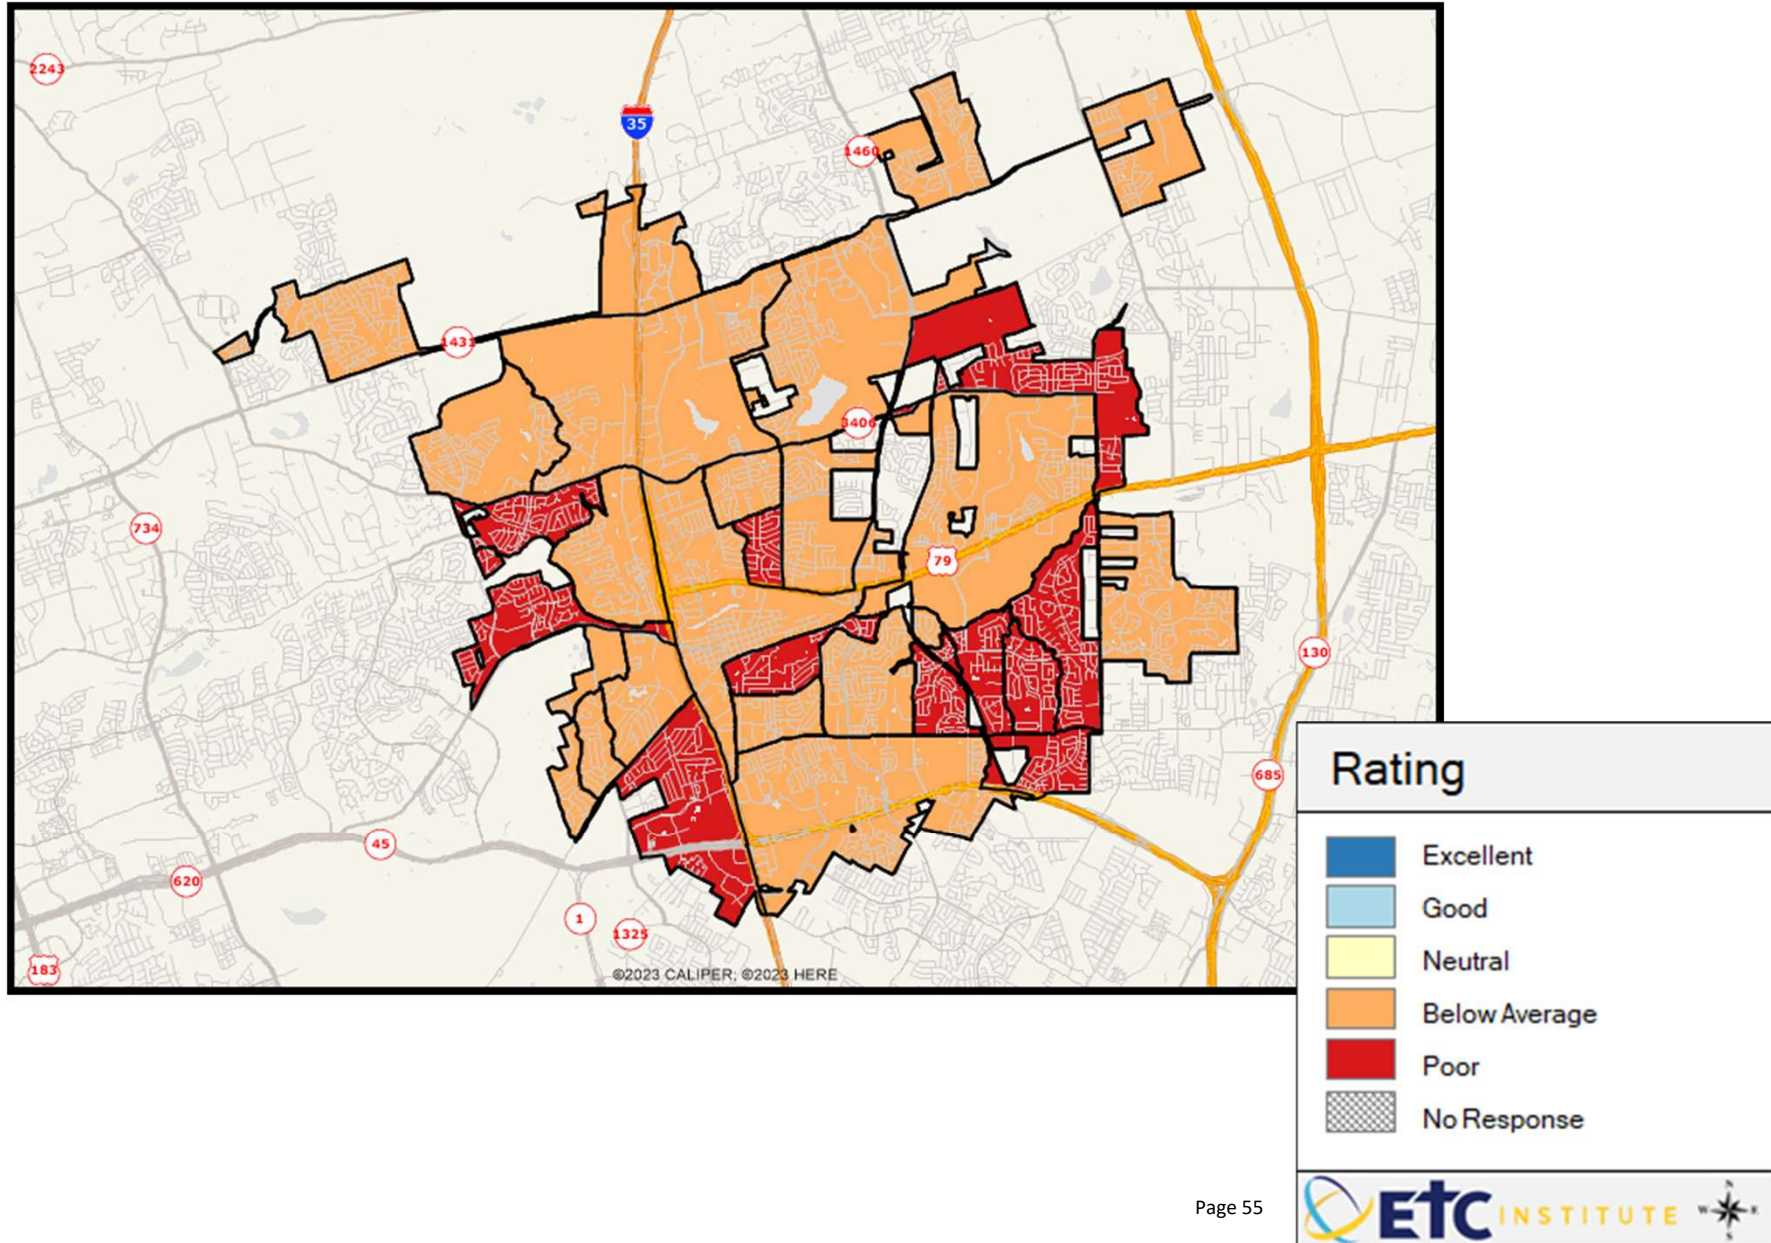 2243
35
1460
1431
3406
734
79
130
685
45
620
1
1325
183
©2023 CALIPER; ©2023 HERE
Rating
Excellent
Good
Neutral
Below Average
Poor
No Response
Page 55
ETC INSTITUTE
N
W E
S